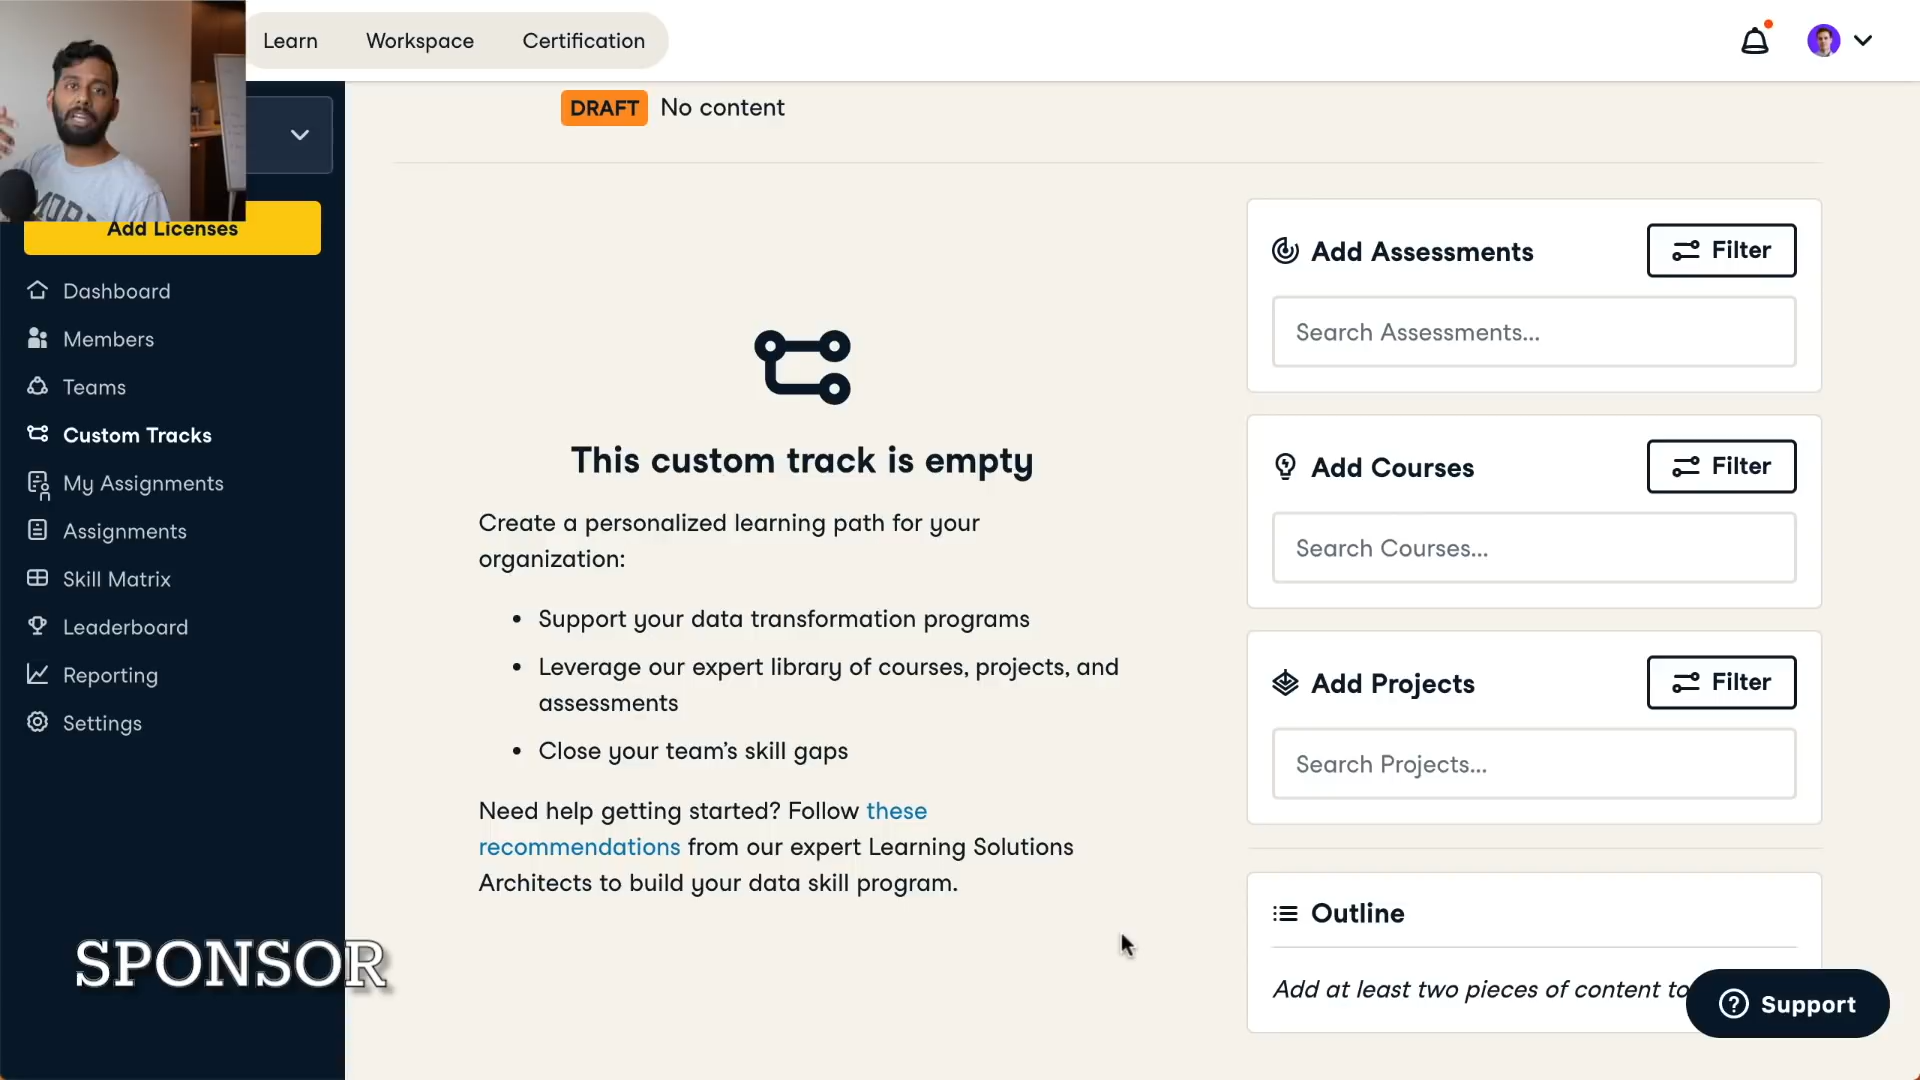 Learn
Workspace
Certification
DRAFT No content
Add Licenses
Dashboard
Members
Teams
Custom Tracks
My Assignments
Assignments
Skill Matrix
Leaderboard
Reporting
Settings
SPONSOR
This custom track is empty
Create a personalized learning path for your
organization:
• Support your data transformation programs
• Leverage our expert library of courses, projects, and
assessments
• Close your team's skill gaps
Need help getting started? Follow these
recommendations from our expert Learning Solutions
Architects to build your data skill program.
Add Assessments
Filter
Search Assessments...
Add Courses
Filter
Search Courses...
Add Projects
Filter
Search Projects...
Outline
Add at least two pieces of content to
Support